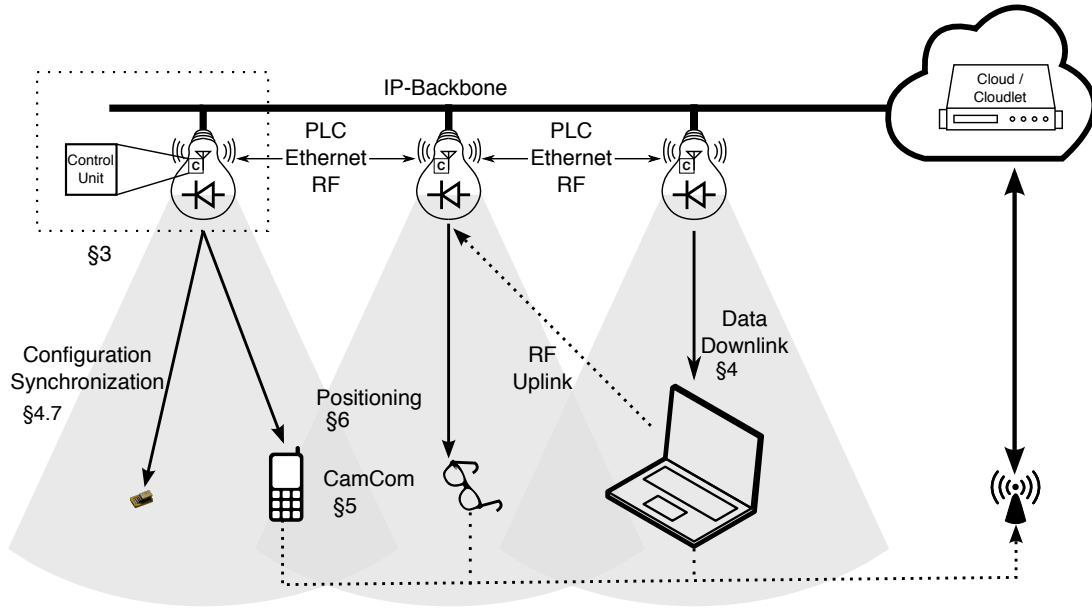 Cloud /
Cloudlet
IP-Backbone
PLC
Ethernet
RF
PLC
Ethernet
RF
Control
Unit
C
C
C
§3
Configuration
Synchronization
§4.7
Positioning
§6
CamCom
§5
RF
Uplink
Data
Downlink
§4